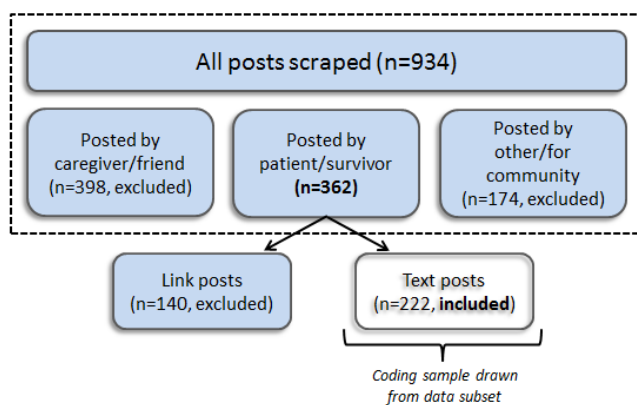 All posts scraped (n=934)
Posted by
caregiver/friend
(n=398, excluded)
Posted by
patient/survivor
(n=362)
Posted by
other/for
community
(n=174, excluded)
Link posts
(n=140, excluded)
Text posts
(n=222, included)
Coding sample drawn
from data subset